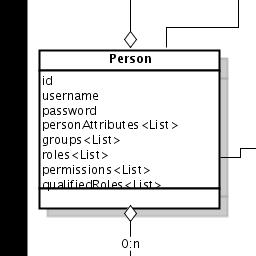 Person
id
username
password
personAttributes<List>
groups<List>
roles<List>
permissions<List>
qualifiedRoles<List>
0:n